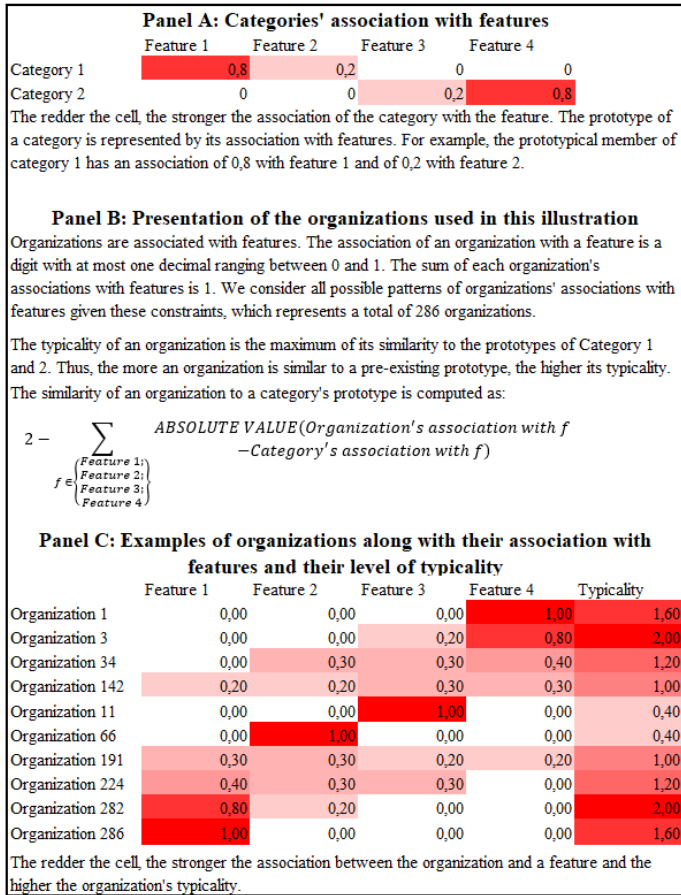 Panel A: Categories' association with features
Feature 1 Feature 2 Feature 3 Feature 4
Category 1 0,8 0,2 0 0
Category 2 0 0 0,2 0,8
The redder the cell, the stronger the association of the category with the feature. The prototype of
a category is represented by its association with features. For example, the prototypical member of
category 1 has an association of 0,8 with feature 1 and of 0,2 with feature 2.
Panel B: Presentation of the organizations used in this illustration
Organizations are associated with features. The association of an organization with a feature is a
digit with at most one decimal ranging between 0 and 1. The sum of each organization's
associations with features is 1. We consider all possible patterns of organizations' associations with
features given these constraints, which represents a total of 286 organizations.
The typicality of an organization is the maximum of its similarity to the prototypes of Category 1
and 2. Thus, the more an organization is similar to a pre-existing prototype, the higher its typicality.
The similarity of an organization to a category's prototype is computed as:
2 − ∑ ABSOLUTE VALUE(Organization's association with f
−Category's association with f)
f ∈ {Feature 1;
Feature 2;
Feature 3;
Feature 4}
Panel C: Examples of organizations along with their association with
features and their level of typicality
Feature 1 Feature 2 Feature 3 Feature 4 Typicality
Organization 1 0,00 0,00 0,00 1,00 1,60
Organization 3 0,00 0,00 0,20 0,80 2,00
Organization 34 0,00 0,30 0,30 0,40 1,20
Organization 142 0,20 0,20 0,30 0,30 1,00
Organization 11 0,00 0,00 1,00 0,00 0,40
Organization 66 0,00 1,00 0,00 0,00 0,40
Organization 191 0,30 0,30 0,20 0,20 1,00
Organization 224 0,40 0,30 0,30 0,00 1,20
Organization 282 0,80 0,20 0,00 0,00 2,00
Organization 286 1,00 0,00 0,00 0,00 1,60
The redder the cell, the stronger the association between the organization and a feature and the
higher the organization's typicality.